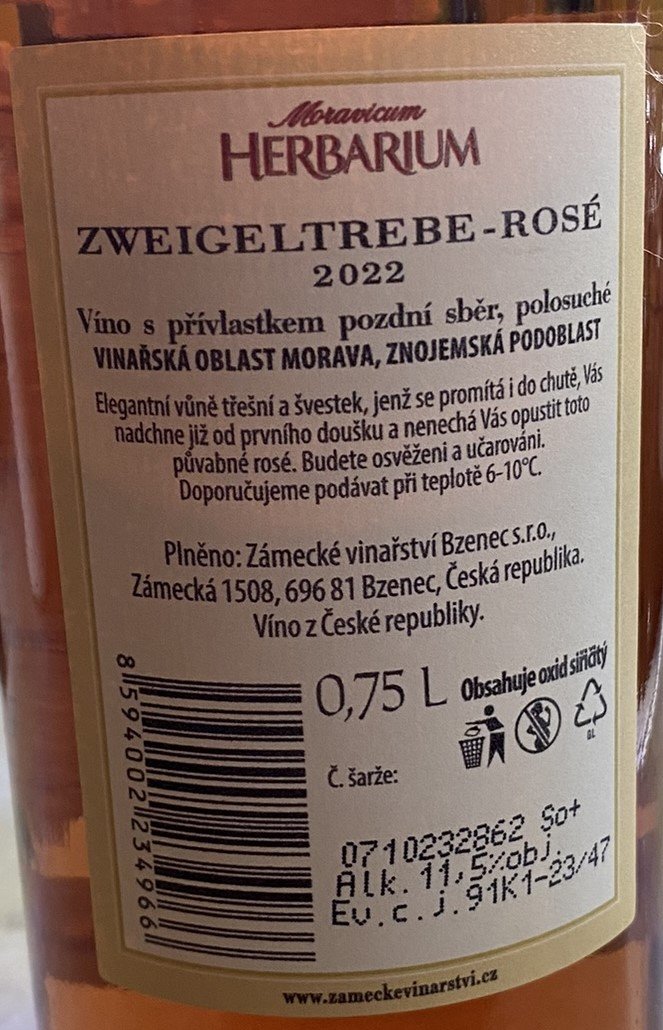 Moravicum
HERBARIUM
ZWEIGELTREBE-ROSÉ
2022
Víno s přívlastkem pozdní sběr, polosuché
VINAŘSKÁ OBLAST MORAVA, ZNOJEMSKÁ PODOBLAST
Elegantní vůně třešní a švestek, jenž se promítá i do chutě, Vás
nadchne již od prvního doušku a nenechá Vás opustit toto
půvabné rosé. Budete osvěženi a učarováni.
Doporučujeme podávat při teplotě 6-10°C.
Plněno: Zámecké vinařství Bzenec s.r.o.,
Zámecká 1508, 696 81 Bzenec, Česká republika.
Víno z České republiky.
0,75 L
Obsahuje oxid siřičitý
GL
Č. šarže:
0710232862 So+
Alk. 11,5%obj.
Ev.č.j.91K1-23/47
8 594002 234966
www.zameckevinarstvi.cz